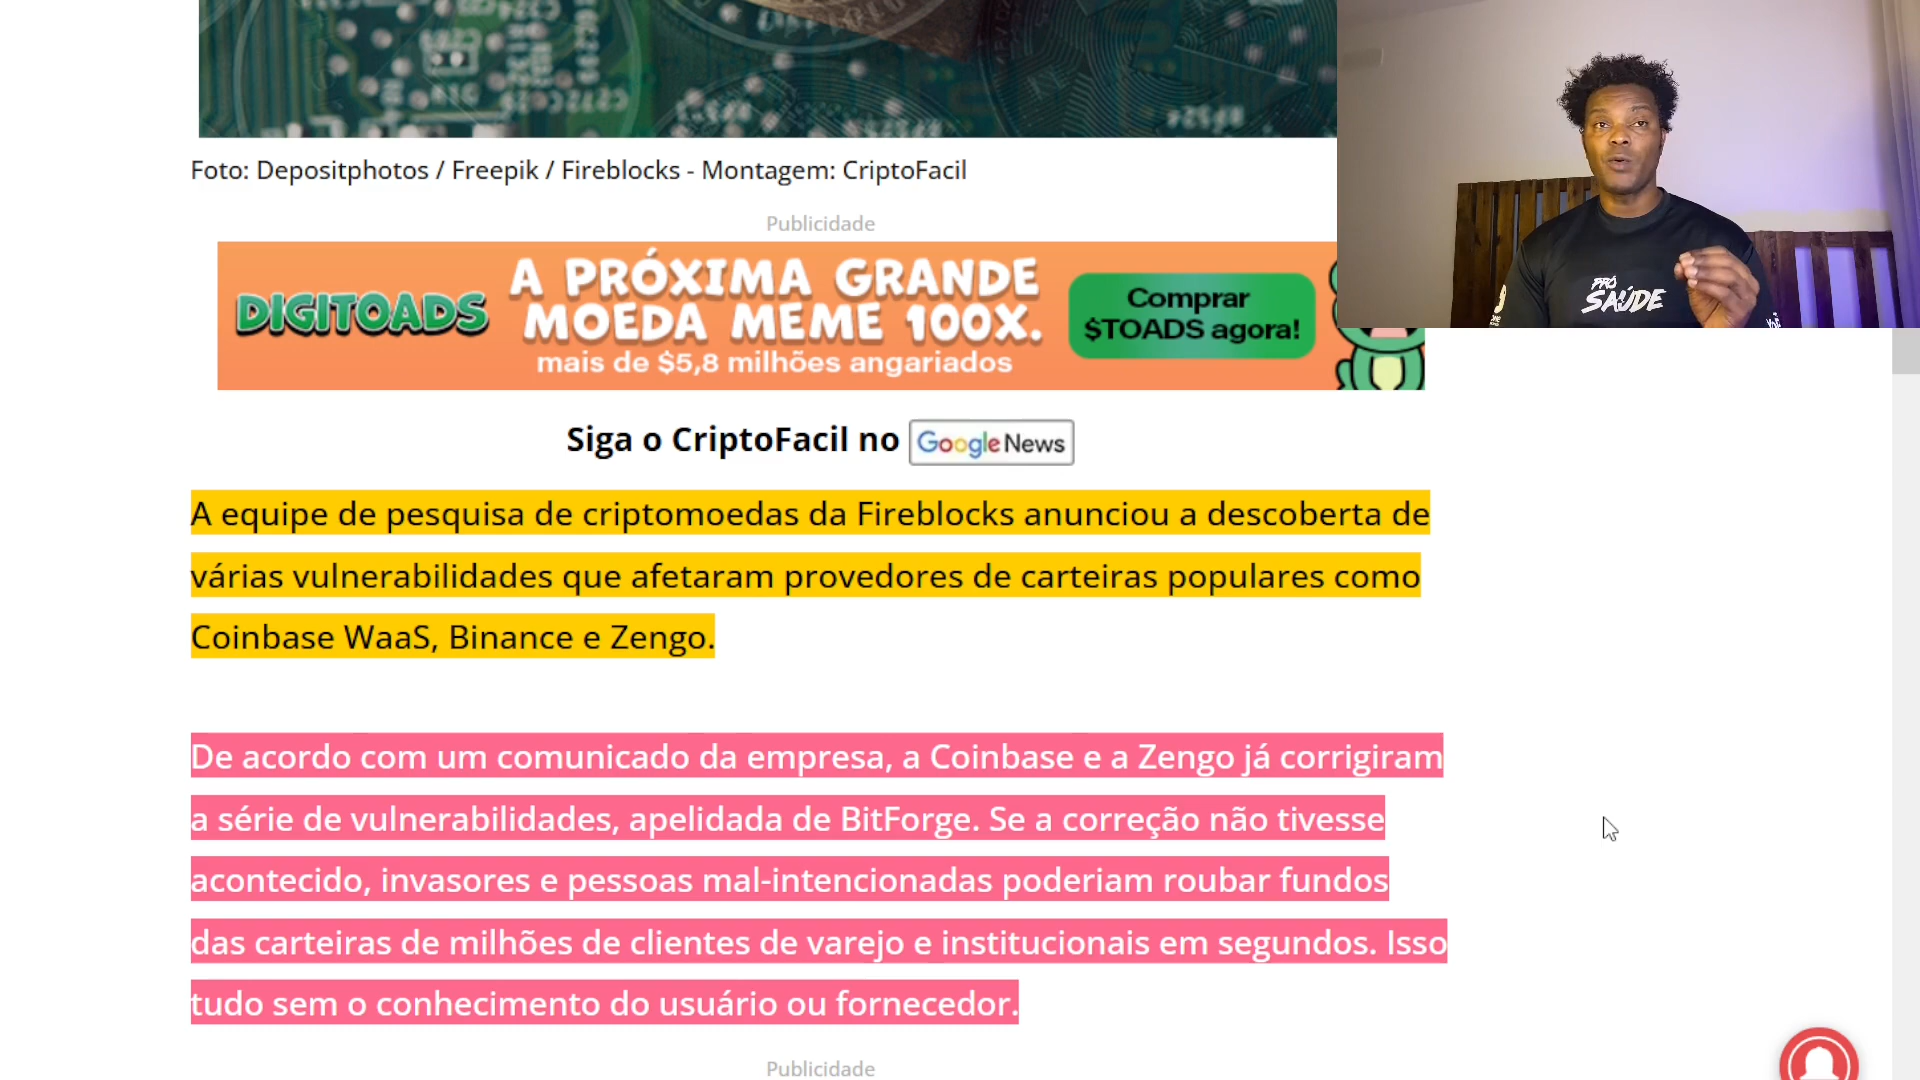 Foto: Depositphotos / Freepik / Fireblocks - Montagem: CriptoFacil
Publicidade
DIGITOADS
A PRÓXIMA GRANDE
MOEDA MEME 100X.
mais de $5,8 milhões angariados
Comprar
$TOADS agora!
PRÓ
SAÚDE
Siga o CriptoFacil no Google News
A equipe de pesquisa de criptomoedas da Fireblocks anunciou a descoberta de
várias vulnerabilidades que afetaram provedores de carteiras populares como
Coinbase WaaS, Binance e Zengo.
De acordo com um comunicado da empresa, a Coinbase e a Zengo já corrigiram
a série de vulnerabilidades, apelidada de BitForge. Se a correção não tivesse
acontecido, invasores e pessoas mal-intencionadas poderiam roubar fundos
das carteiras de milhões de clientes de varejo e institucionais em segundos. Isso
tudo sem o conhecimento do usuário ou fornecedor.
Publicidade